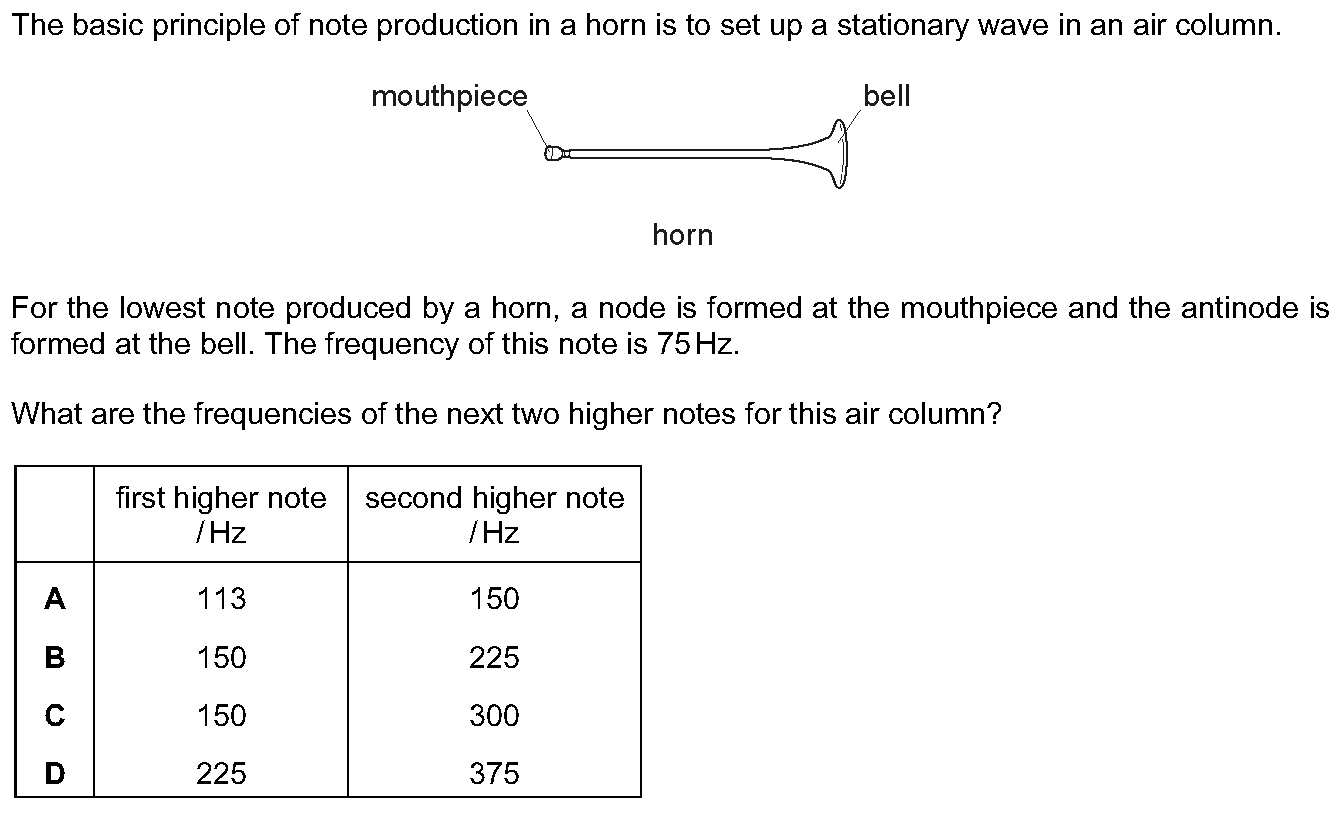 The basic principle of note production in a horn is to set up a stationary wave in an air column.
mouthpiece
bell
horn
For the lowest note produced by a horn, a node is formed at the mouthpiece and the antinode is
formed at the bell. The frequency of this note is 75 Hz.
What are the frequencies of the next two higher notes for this air column?
first higher note second higher note
/ Hz / Hz
A 113 150
B 150 225
C 150 300
D 225 375